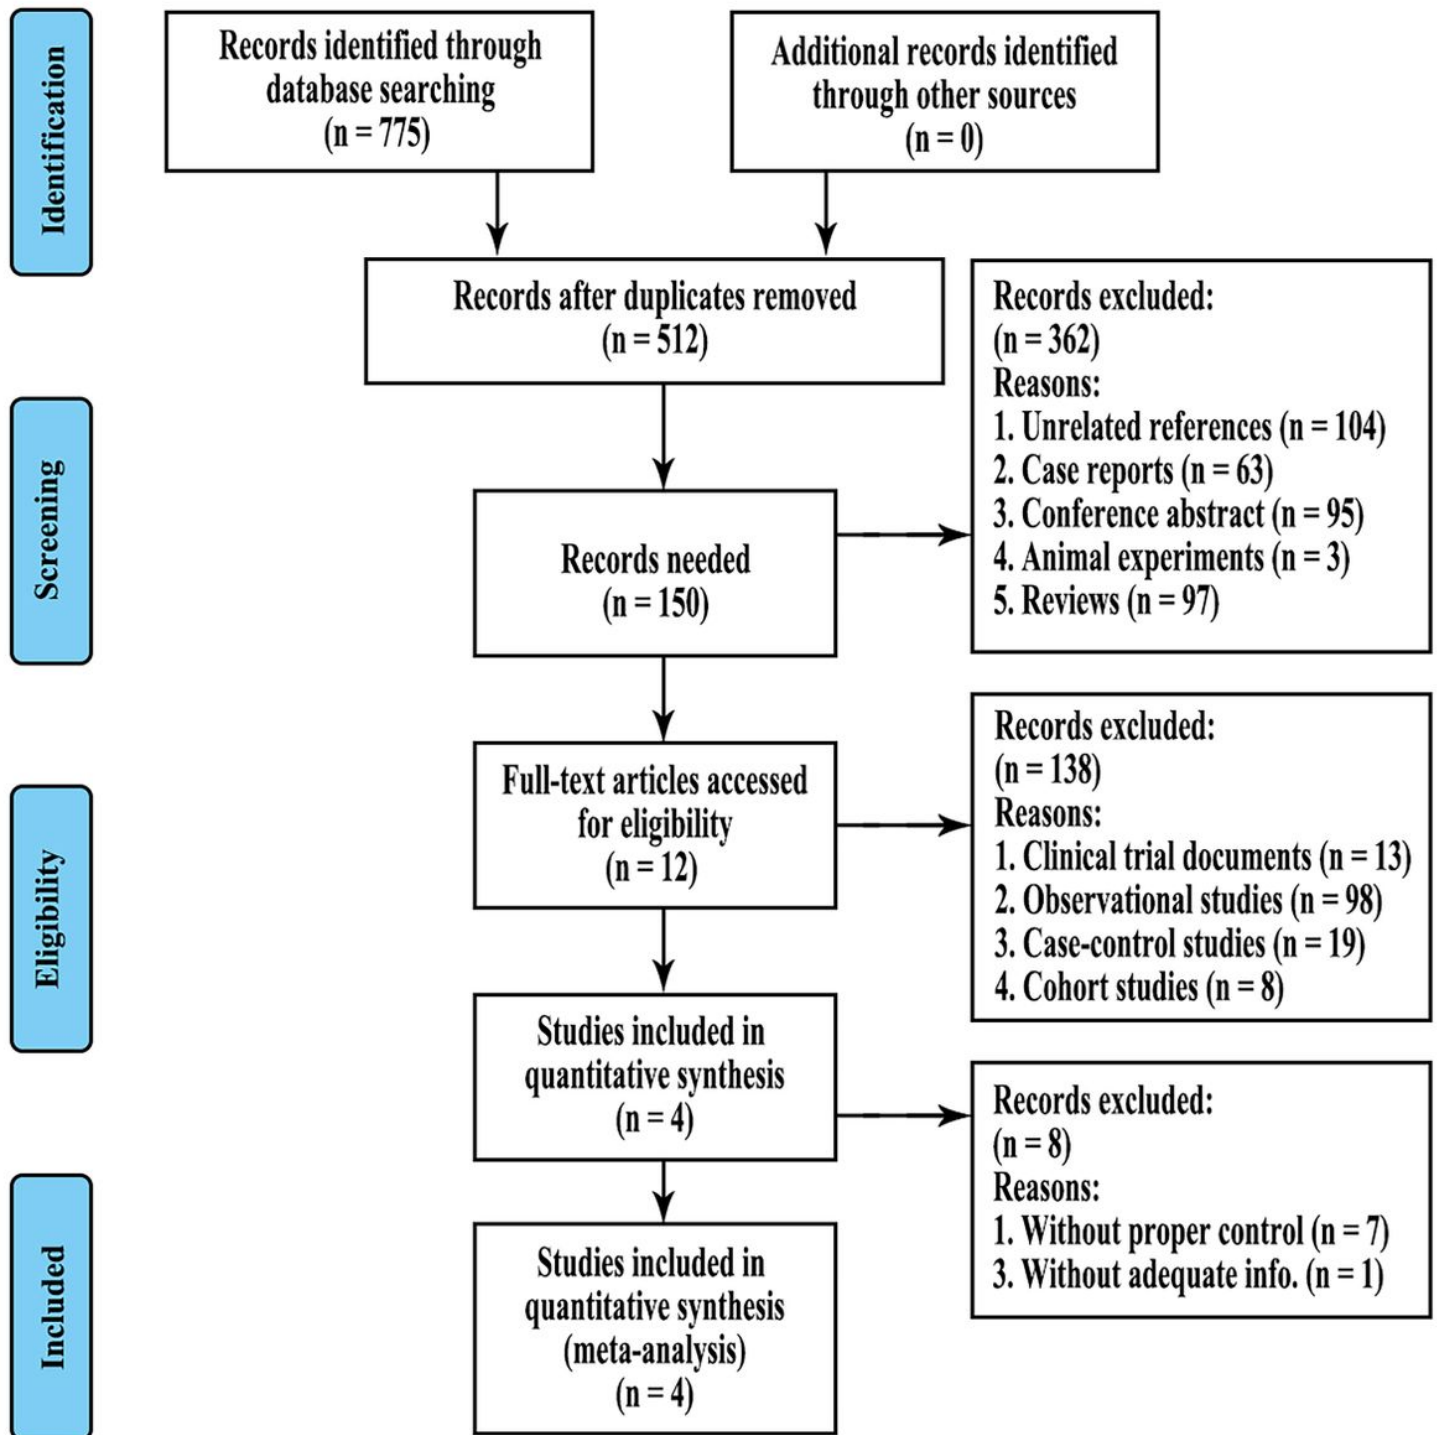 Identification
Records identified through
database searching
(n = 775)
Additional records identified
through other sources
(n = 0)
Records after duplicates removed
(n = 512)
Records excluded:
(n = 362)
Reasons:
1. Unrelated references (n = 104)
2. Case reports (n = 63)
3. Conference abstract (n = 95)
4. Animal experiments (n = 3)
5. Reviews (n = 97)
Screening
Records needed
(n = 150)
Eligibility
Full-text articles accessed
for eligibility
(n = 12)
Records excluded:
(n = 138)
Reasons:
1. Clinical trial documents (n = 13)
2. Observational studies (n = 98)
3. Case-control studies (n = 19)
4. Cohort studies (n = 8)
Studies included in
quantitative synthesis
(n = 4)
Records excluded:
(n = 8)
Reasons:
1. Without proper control (n = 7)
3. Without adequate info. (n = 1)
Included
Studies included in
quantitative synthesis
(meta-analysis)
(n = 4)